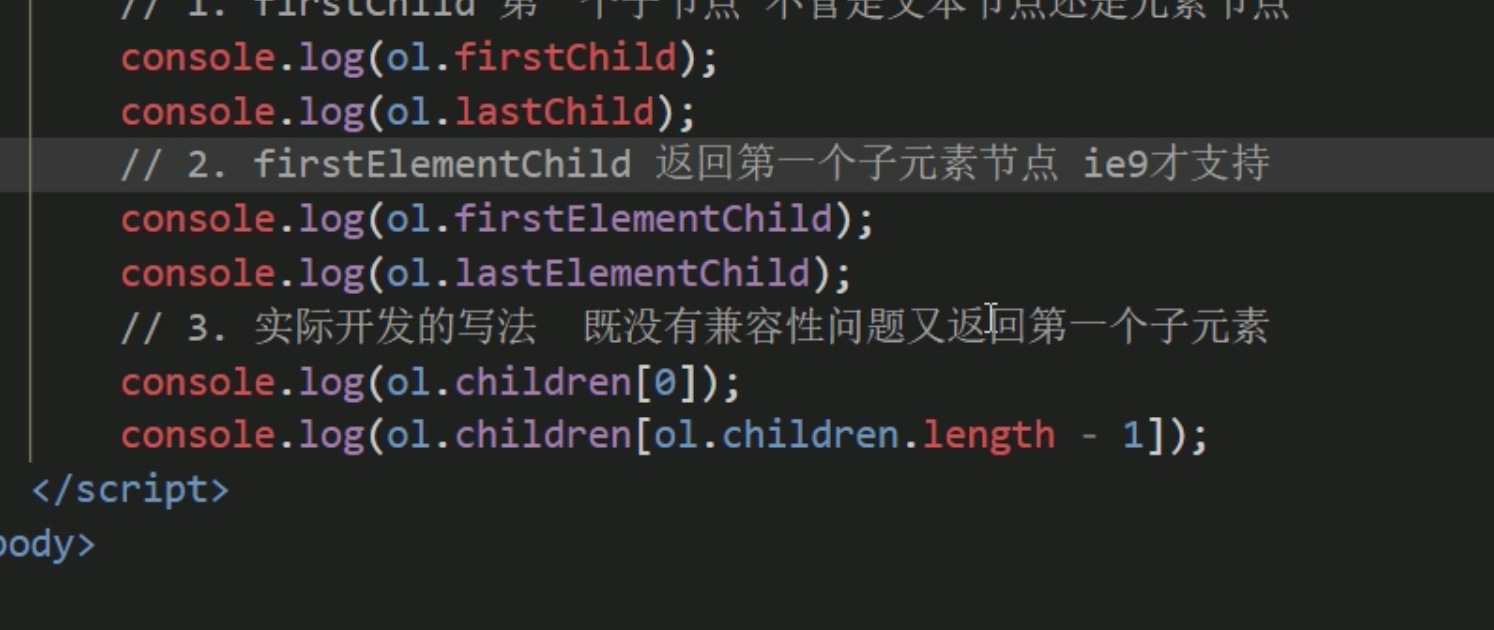 // 1. firstChild 第一个子节点 不管是文本节点还是元素节点
console.log(ol.firstChild);
console.log(ol.lastChild);
// 2. firstElementChild 返回第一个子元素节点 ie9才支持
console.log(ol.firstElementChild);
console.log(ol.lastElementChild);
// 3. 实际开发的写法  既没有兼容性问题又返回第一个子元素
console.log(ol.children[0]);
console.log(ol.children[ol.children.length - 1]);
</script>
body>